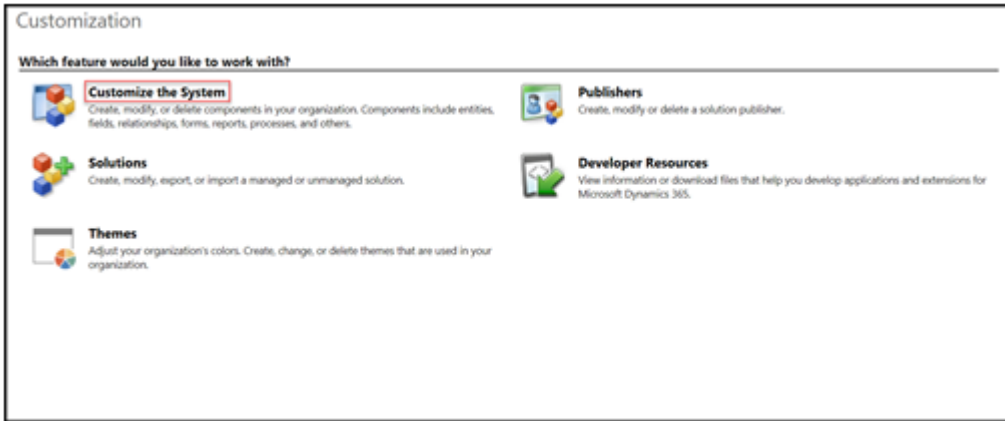 Customization
Which feature would you like to work with?
Customize the System
Create, modify, or delete components in your organization. Components include entities,
fields, relationships, forms, reports, processes, and others.
Publishers
Create, modify or delete a solution publisher.
Solutions
Create, modify, export, or import a managed or unmanaged solution.
Developer Resources
View information or download files that help you develop applications and extensions for
Microsoft Dynamics 365.
Themes
Adjust your organization's colors. Create, change, or delete themes that are used in your
organization.